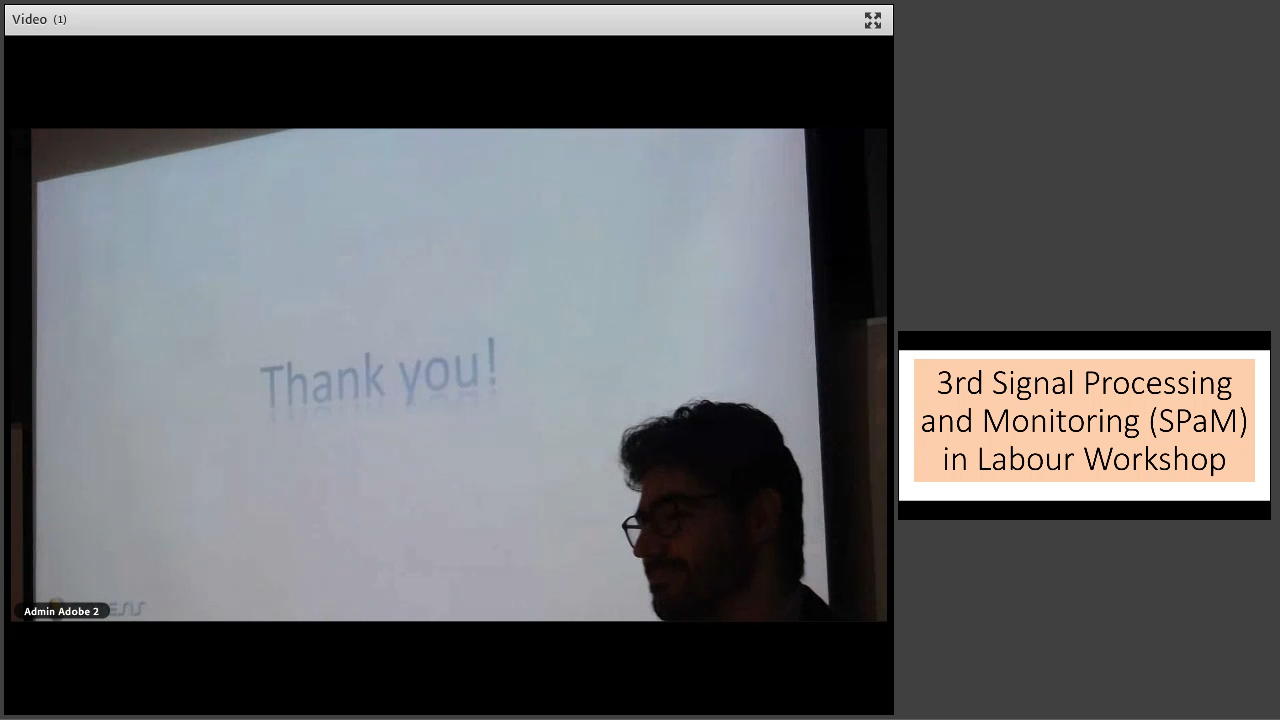 Video (1)
Thank you!
Admin Adobe 2
3rd Signal Processing
and Monitoring (SPaM)
in Labour Workshop